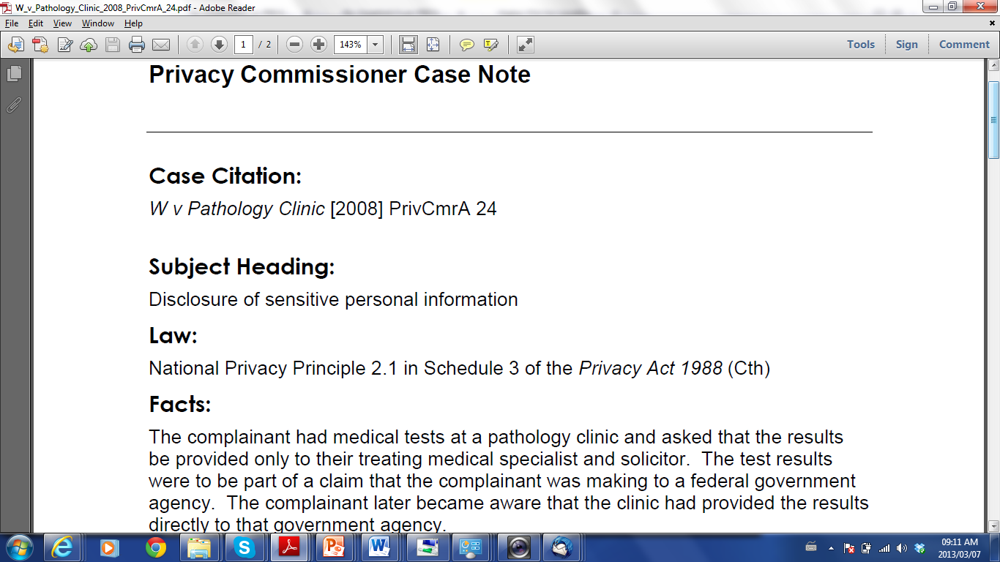 W_v_Pathology_Clinic_2008_PrivCmrA_24.pdf - Adobe Reader
File Edit View Window Help
1 / 2 143% Tools Sign Comment
Privacy Commissioner Case Note
Case Citation:
W v Pathology Clinic [2008] PrivCmrA 24
Subject Heading:
Disclosure of sensitive personal information
Law:
National Privacy Principle 2.1 in Schedule 3 of the Privacy Act 1988 (Cth)
Facts:
The complainant had medical tests at a pathology clinic and asked that the results
be provided only to their treating medical specialist and solicitor. The test results
were to be part of a claim that the complainant was making to a federal government
agency. The complainant later became aware that the clinic had provided the results
directly to that government agency.
09:11 AM
2013/03/07